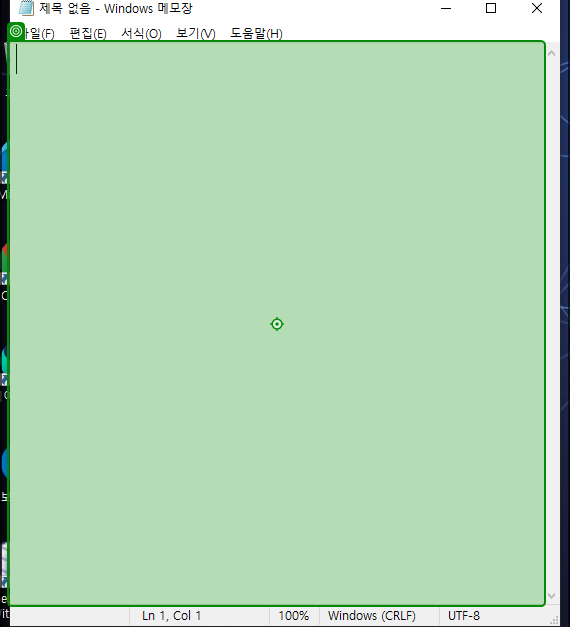 제목 없음 - Windows 메모장
편집(E) 서식(O) 보기(V) 도움말(H)
Ln 1, Col 1 100% Windows (CRLF) UTF-8